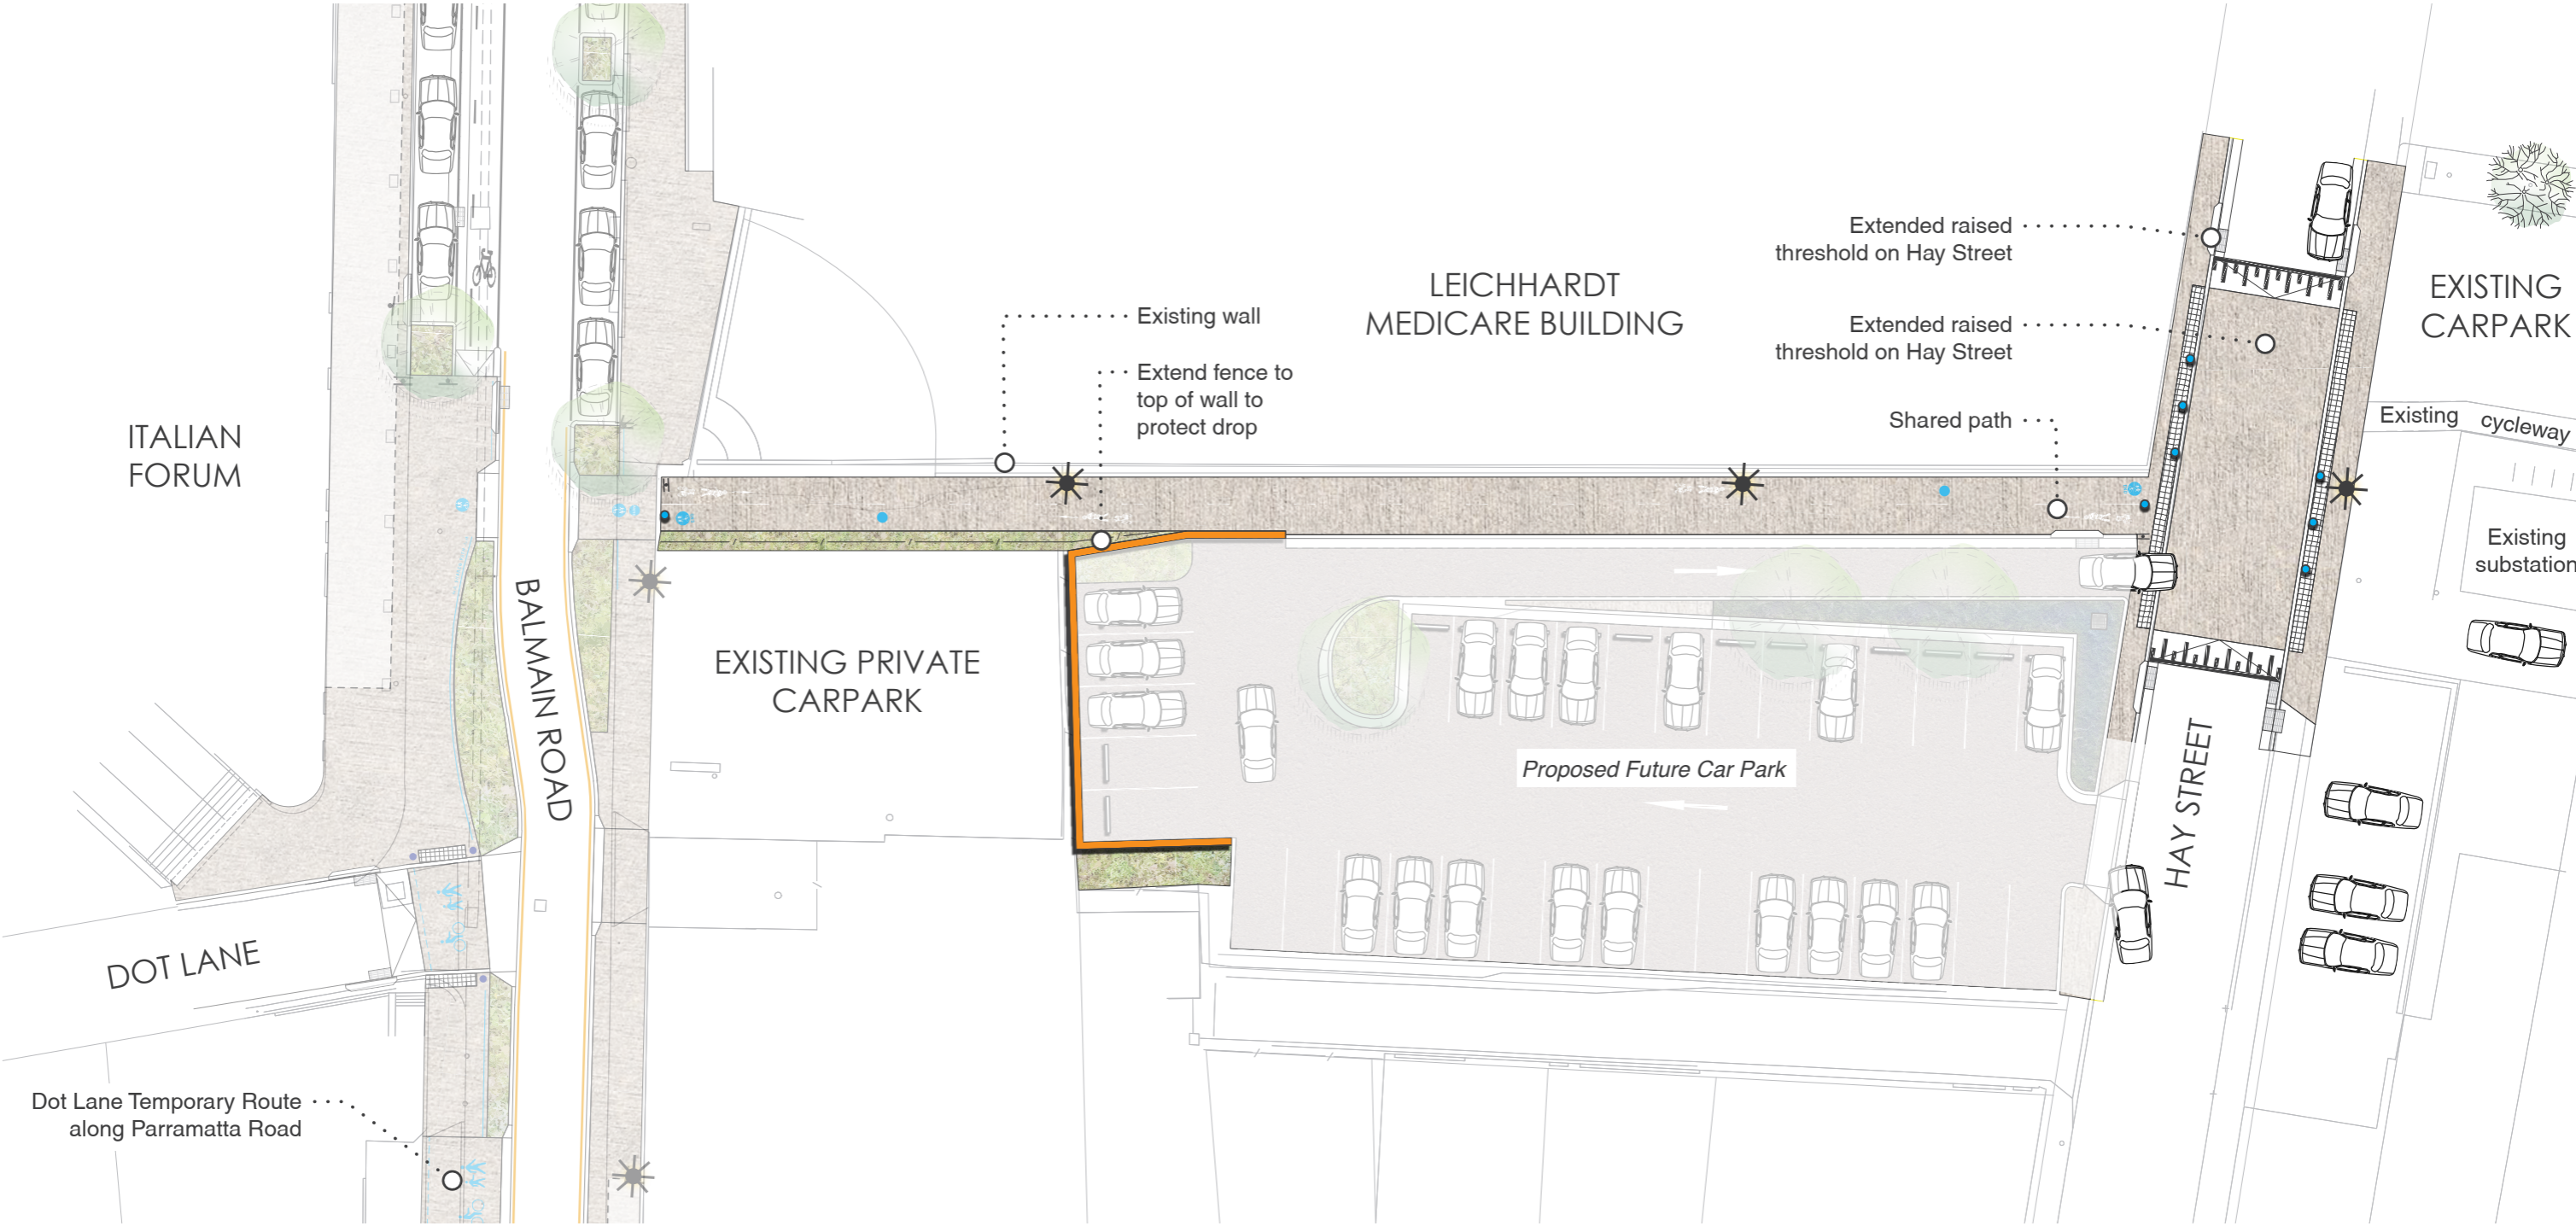 Extended raised
threshold on Hay Street
LEICHHARDT
MEDICARE BUILDING
EXISTING
CARPARK
Existing wall
Extended raised
threshold on Hay Street
Extend fence to
top of wall to
protect drop
Shared path
Existing cycleway
ITALIAN
FORUM
Existing
substation
BALMAIN ROAD
EXISTING PRIVATE
CARPARK
Proposed Future Car Park
HAY STREET
DOT LANE
Dot Lane Temporary Route
along Parramatta Road